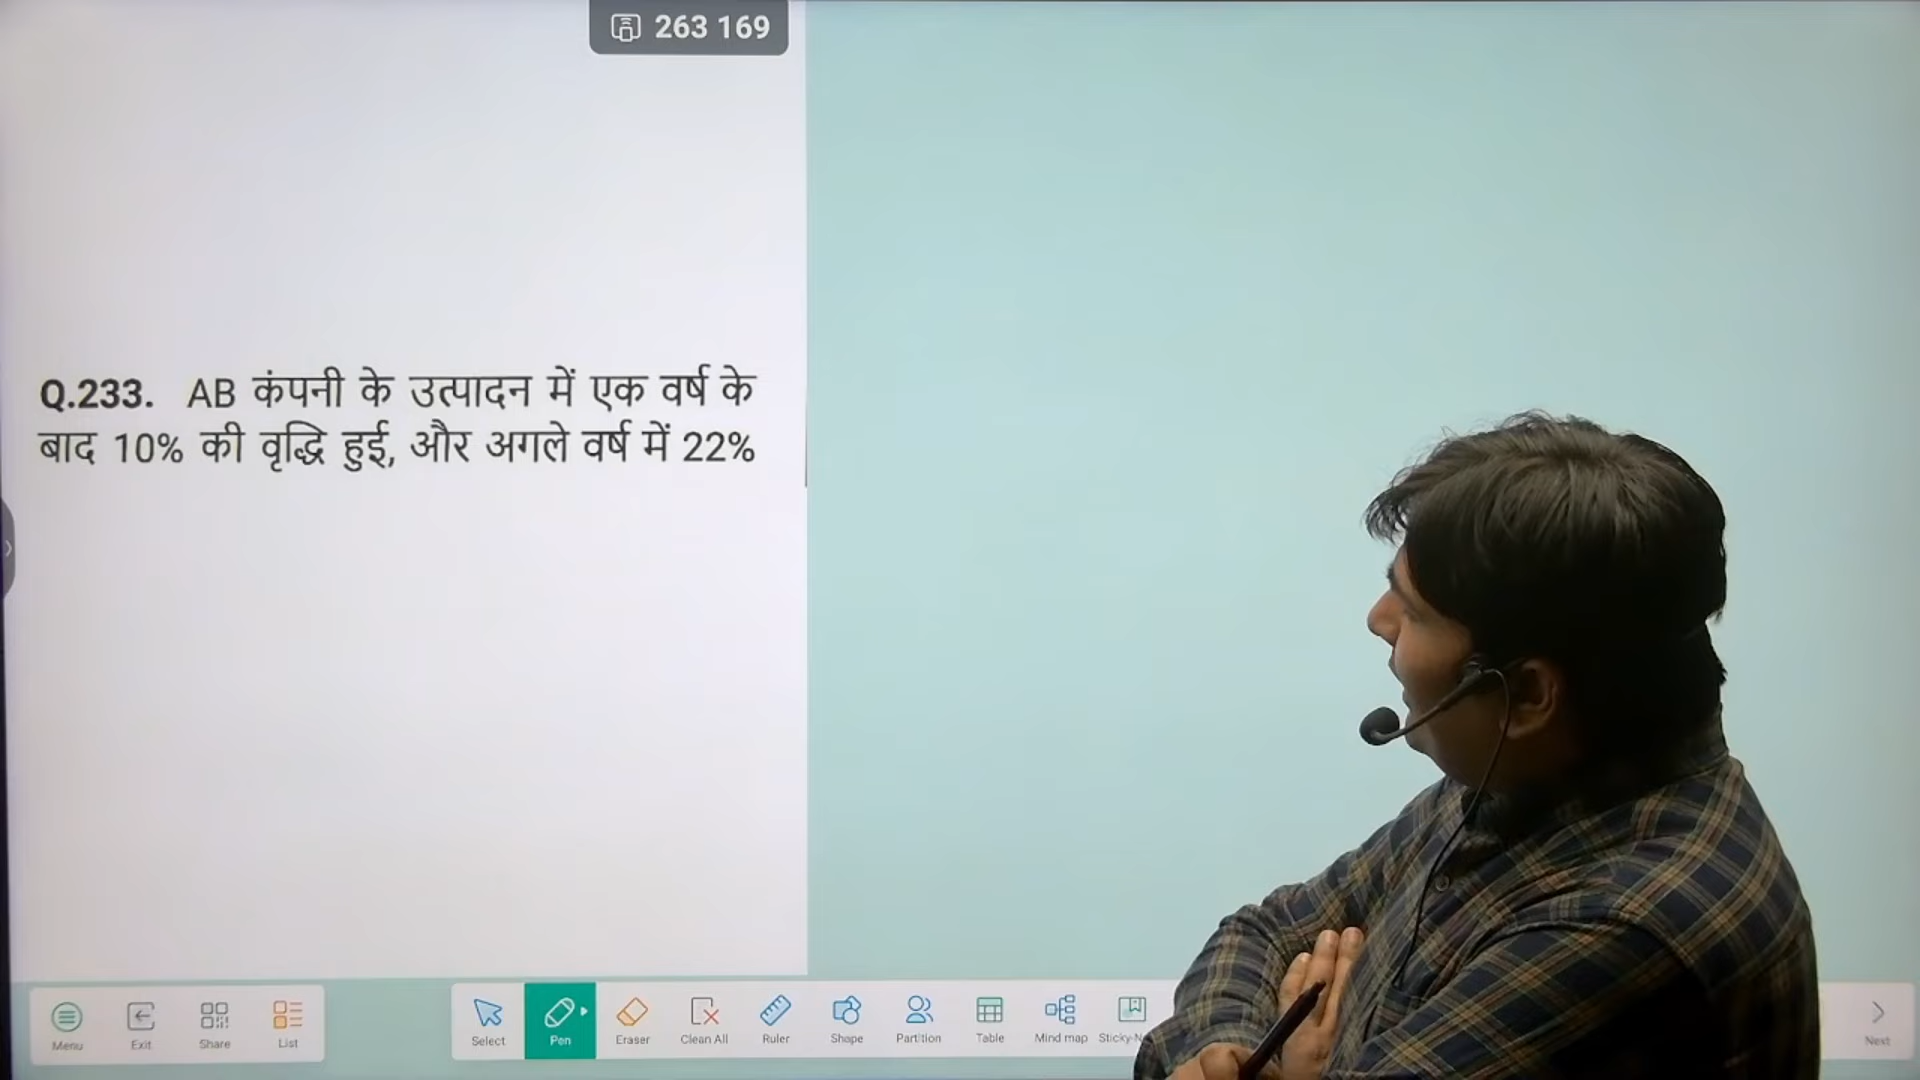 263 169
Q.233. AB कंपनी के उत्पादन में एक वर्ष के
बाद 10% की वृद्धि हुई, और अगले वर्ष में 22%
Menu Exit Share List Select Pen Eraser Clean All Ruler Shape Partition Table Mind map Sticky-N Next